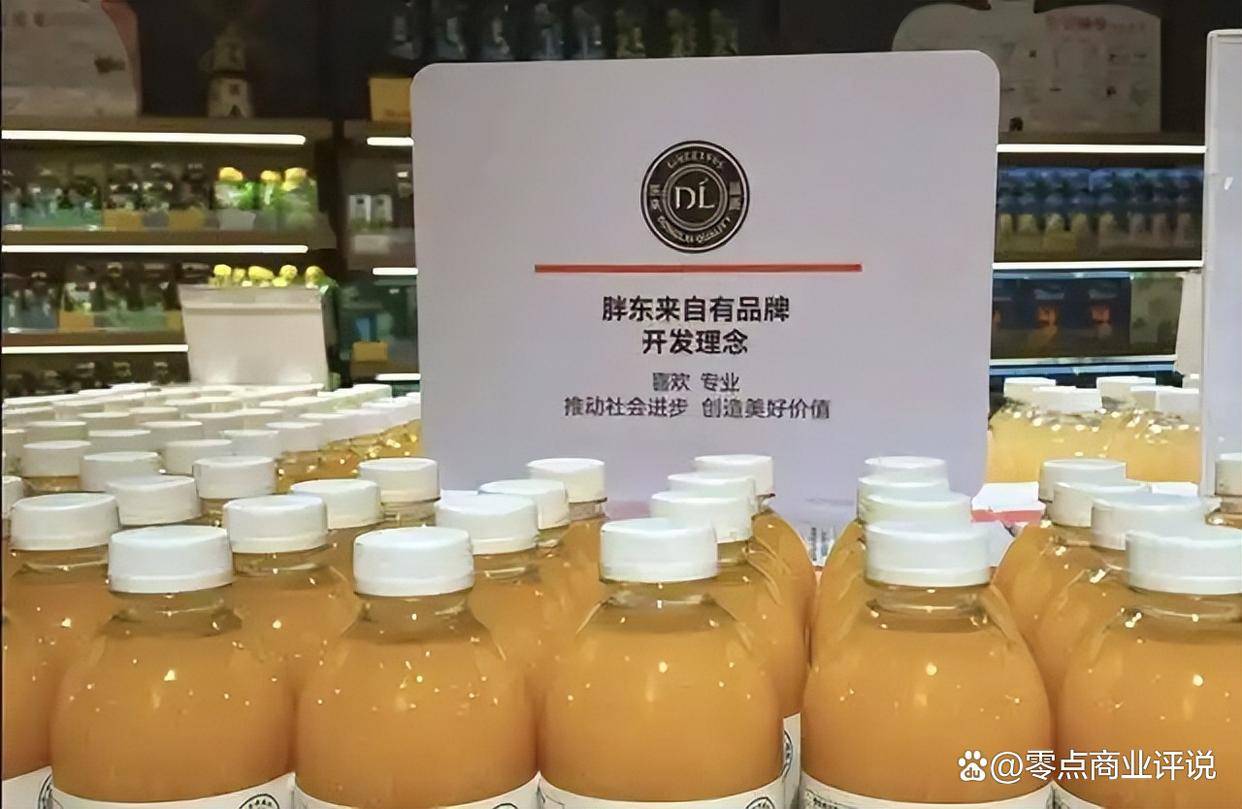 DL
胖东来自有品牌
开发理念
喜欢 专业
推动社会进步 创造美好价值
@零点商业评说